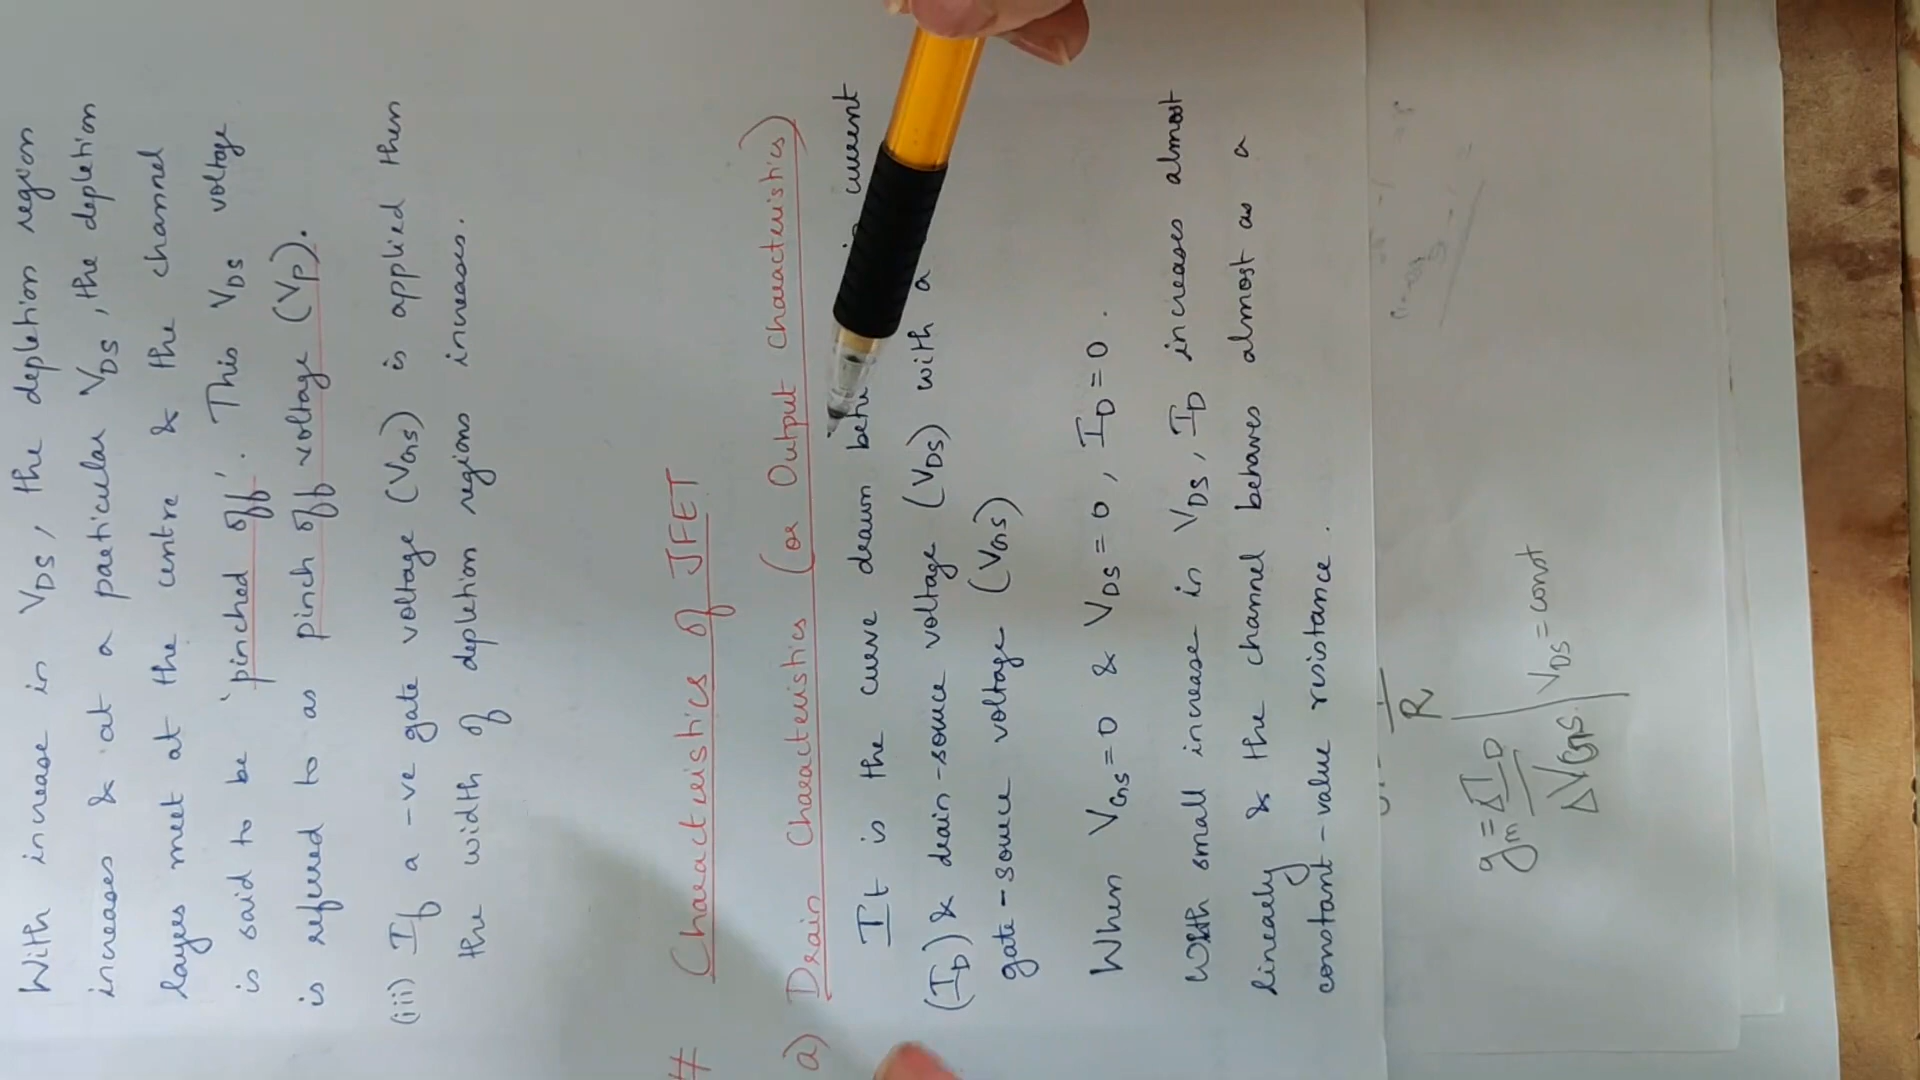 With increase in VDS, the depletion region
increases & at a particular VDS, the depletion
layers meet at the centre & the channel
is said to be 'pinched off'. This VDS voltage
is referred to as pinch off voltage (VP).
(iii) If a -ve gate voltage (VGS) is applied then
the width of depletion regions increases.
# Characteristics of JFET
a) Drain Characteristics (or Output characteristics)
It is the curve drawn current
(ID) & drain-source voltage (VDS) with a
gate-source voltage (VGS)
When VGS=0 & VDS=0, ID=0.
With small increase in VDS, ID increases almost
linearly & the channel behaves almost as a
constant-value resistance.
R
gm = ΔID / ΔVGS | VDS=const